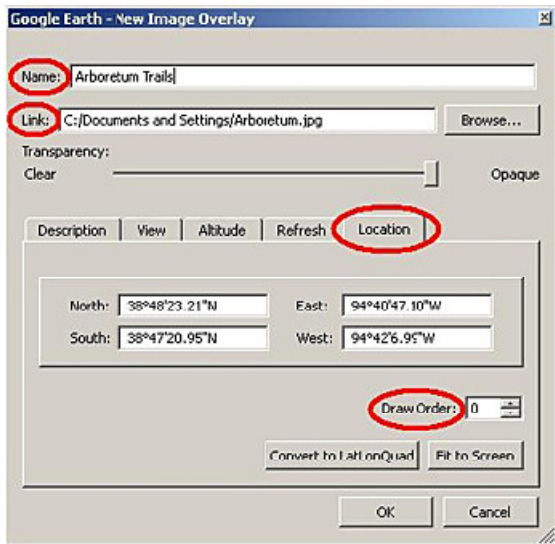 Google Earth - New Image Overlay
Name: Arboretum Trails
Link: C:/Documents and Settings/Arboretum.jpg Browse...
Transparency:
Clear Opaque
Description View Altitude Refresh Location
North: 38°48'23.21"N East: 94°40'47.10"W
South: 38°47'20.95"N West: 94°42'6.99"W
Draw Order: 0
Convert to LatLonQuad Fit to Screen
OK Cancel